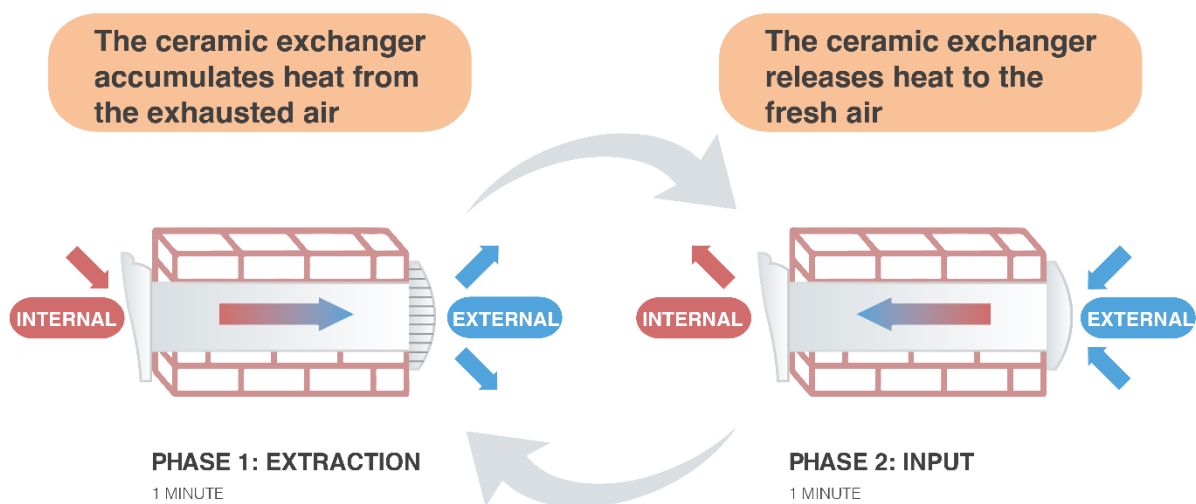 The ceramic exchanger
accumulates heat from
the exhausted air
The ceramic exchanger
releases heat to the
fresh air
INTERNAL
EXTERNAL
INTERNAL
EXTERNAL
PHASE 1: EXTRACTION
1 MINUTE
PHASE 2: INPUT
1 MINUTE